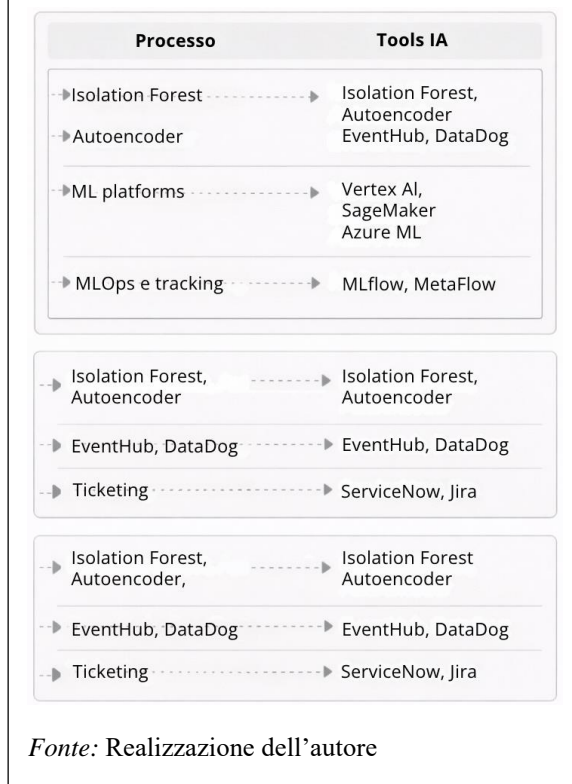 Processo Tools IA
Isolation Forest Isolation Forest,
Autoencoder
Autoencoder EventHub, DataDog
ML platforms Vertex AI,
SageMaker
Azure ML
MLOps e tracking MLflow, MetaFlow
Isolation Forest, Isolation Forest,
Autoencoder Autoencoder
EventHub, DataDog EventHub, DataDog
Ticketing ServiceNow, Jira
Isolation Forest, Isolation Forest
Autoencoder, Autoencoder
EventHub, DataDog EventHub, DataDog
Ticketing ServiceNow, Jira
Fonte: Realizzazione dell’autore